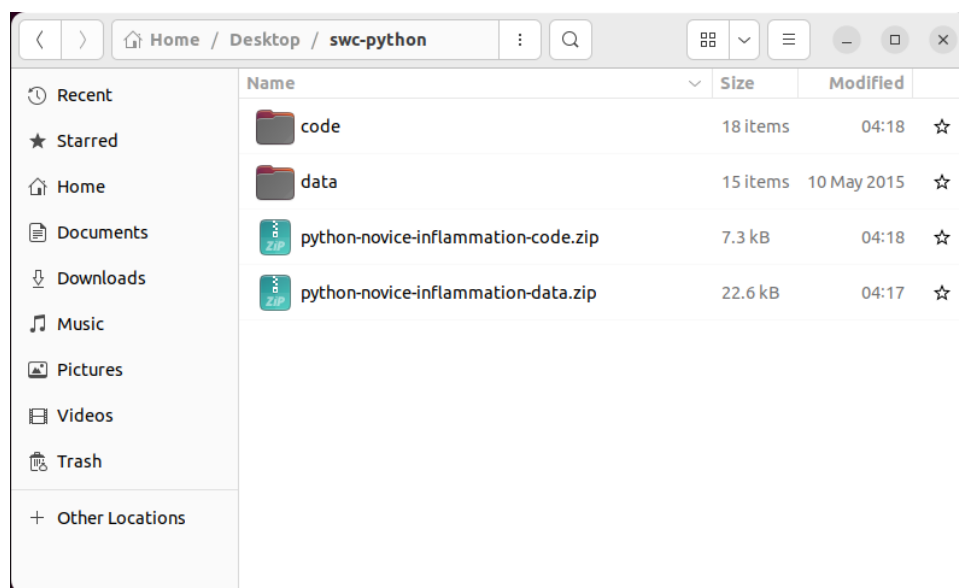 Home / Desktop / swc-python
Name Size Modified
Recent
Starred
Home
Documents
Downloads
Music
Pictures
Videos
Trash
Other Locations
code 18 items 04:18
data 15 items 10 May 2015
ZIP python-novice-inflammation-code.zip 7.3 kB 04:18
ZIP python-novice-inflammation-data.zip 22.6 kB 04:17